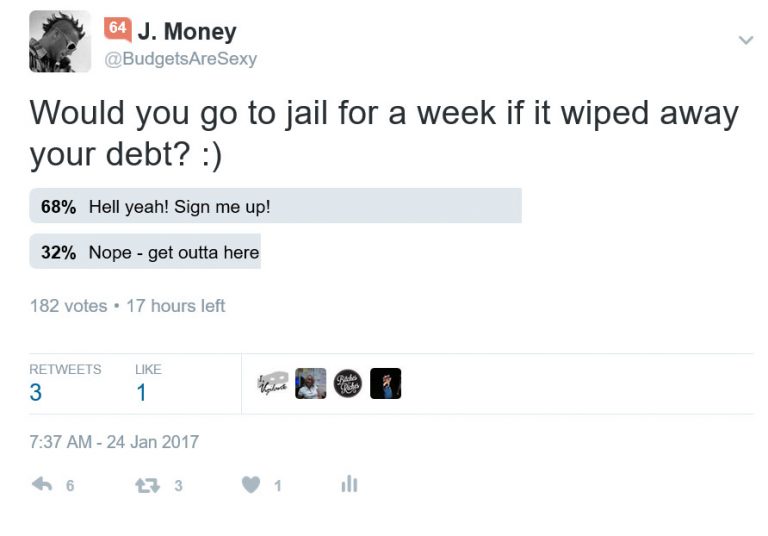 64 J. Money
@BudgetsAreSexy
Would you go to jail for a week if it wiped away
your debt? :)
68% Hell yeah! Sign me up!
32% Nope - get outta here
182 votes • 17 hours left
RETWEETS LIKE
3 1
Bitches
Riches
7:37 AM - 24 Jan 2017
6 3 1